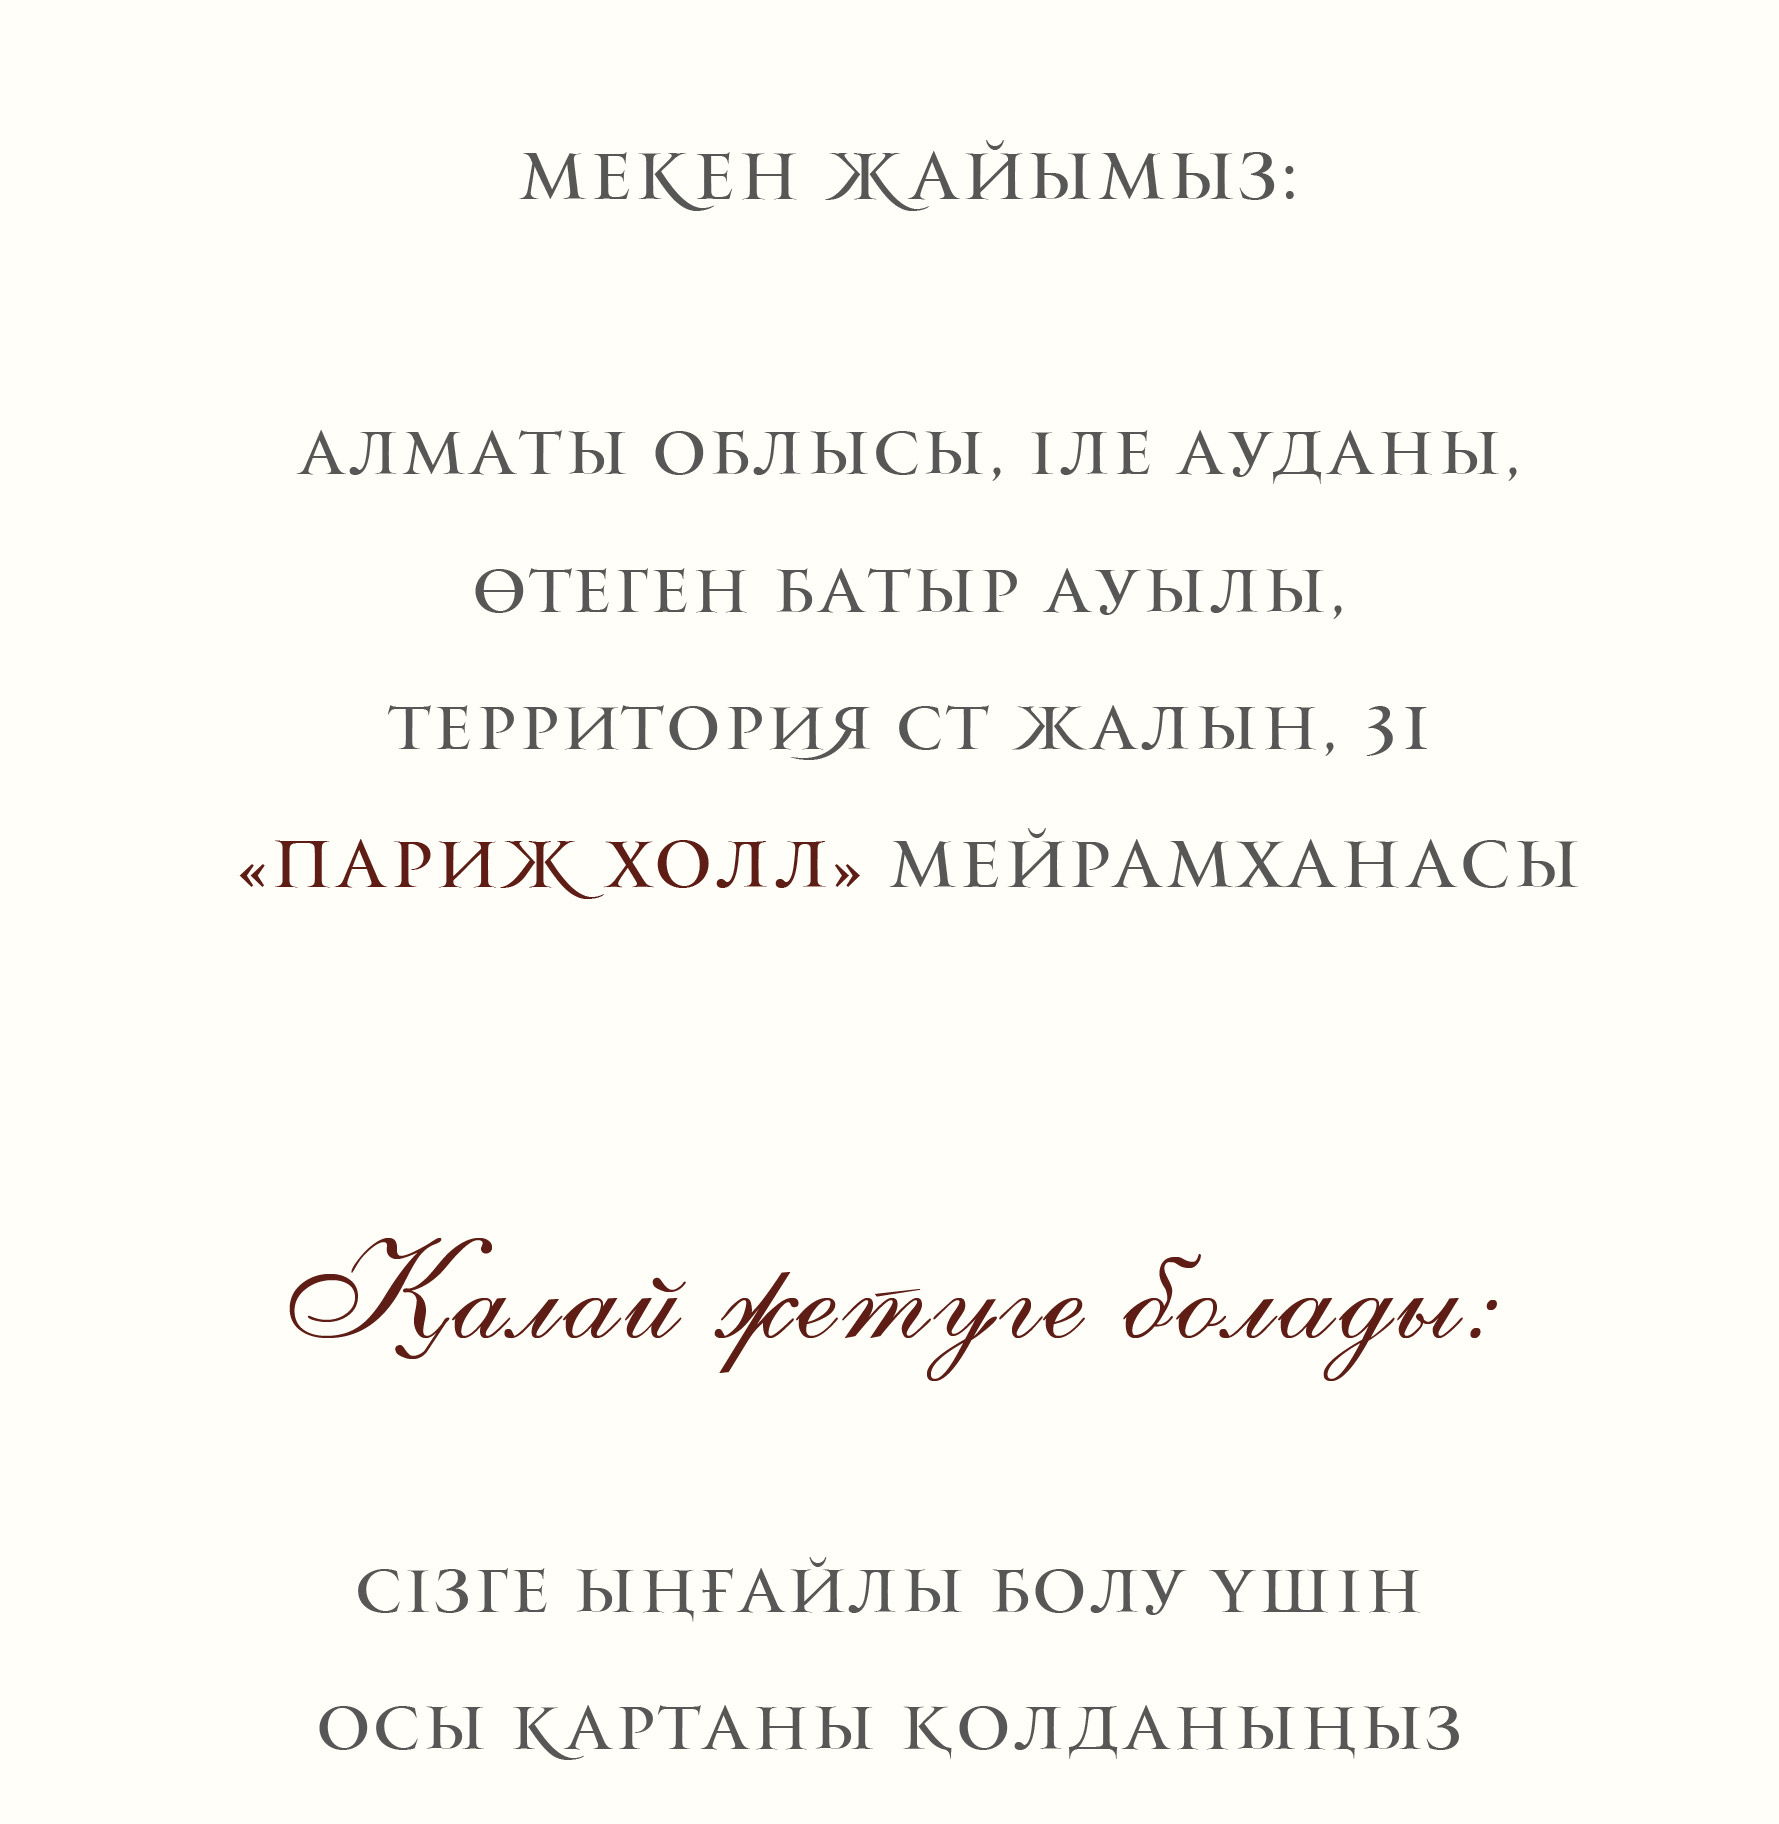 МЕКЕН ЖАЙЫМЫЗ:
АЛМАТЫ ОБЛЫСЫ, ІЛЕ АУДАНЫ,
ӨТЕГЕН БАТЫР АУЫЛЫ,
ТЕРРИТОРИЯ СТ ЖАЛЫН, 31
«ПАРИЖ ХОЛЛ» МЕЙРАМХАНАСЫ
Қалай жетуге болады:
СІЗГЕ ЫҢҒАЙЛЫ БОЛУ ҮШІН
ОСЫ КАРТАНЫ ҚОЛДАНЫҢЫЗ